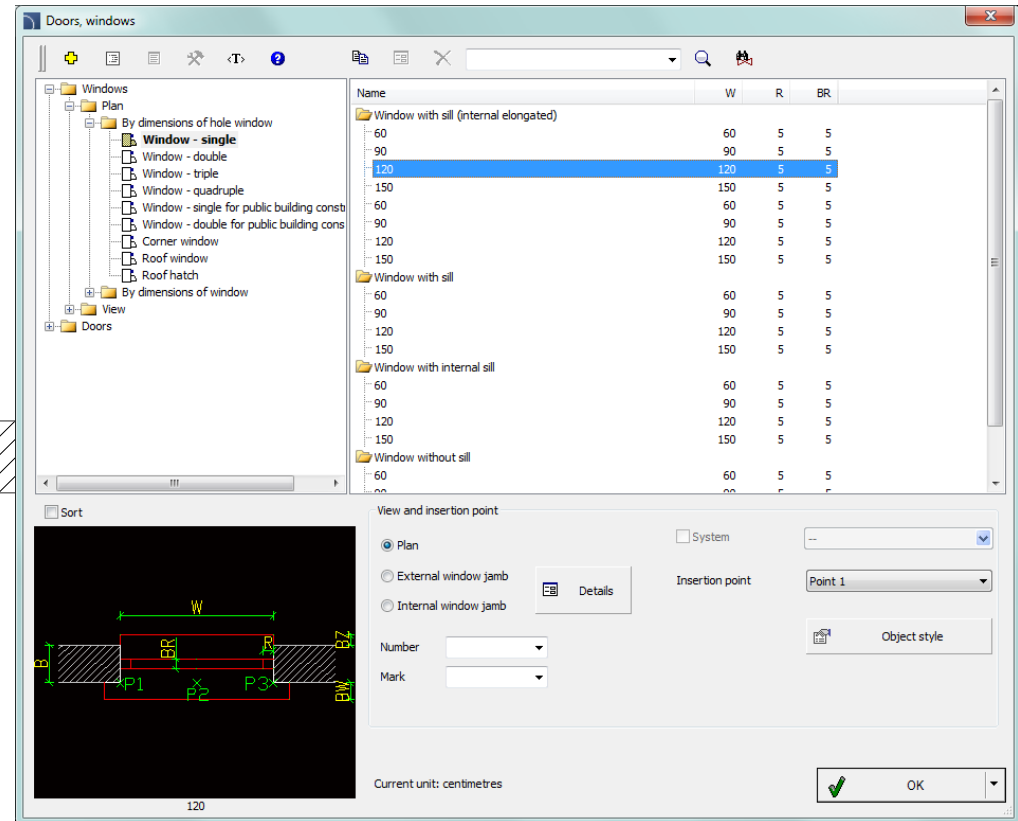 Doors, windows
<T>
Windows
Plan
By dimensions of hole window
Window - single
Window - double
Window - triple
Window - quadruple
Window - single for public building consti
Window - double for public building cons
Corner window
Roof window
Roof hatch
By dimensions of window
View
Doors
Name W R BR
Window with sill (internal elongated)
60 60 5 5
90 90 5 5
120 120 5 5
150 150 5 5
60 60 5 5
90 90 5 5
120 120 5 5
150 150 5 5
Window with sill
60 60 5 5
90 90 5 5
120 120 5 5
150 150 5 5
Window with internal sill
60 60 5 5
90 90 5 5
120 120 5 5
150 150 5 5
Window without sill
60 60 5 5
Sort
W
BR
R
BZ
B
P1
P2
P3
BW
120
View and insertion point
Plan
External window jamb
Internal window jamb
Details
Number
Mark
System
--
Insertion point
Point 1
Object style
Current unit: centimetres
OK